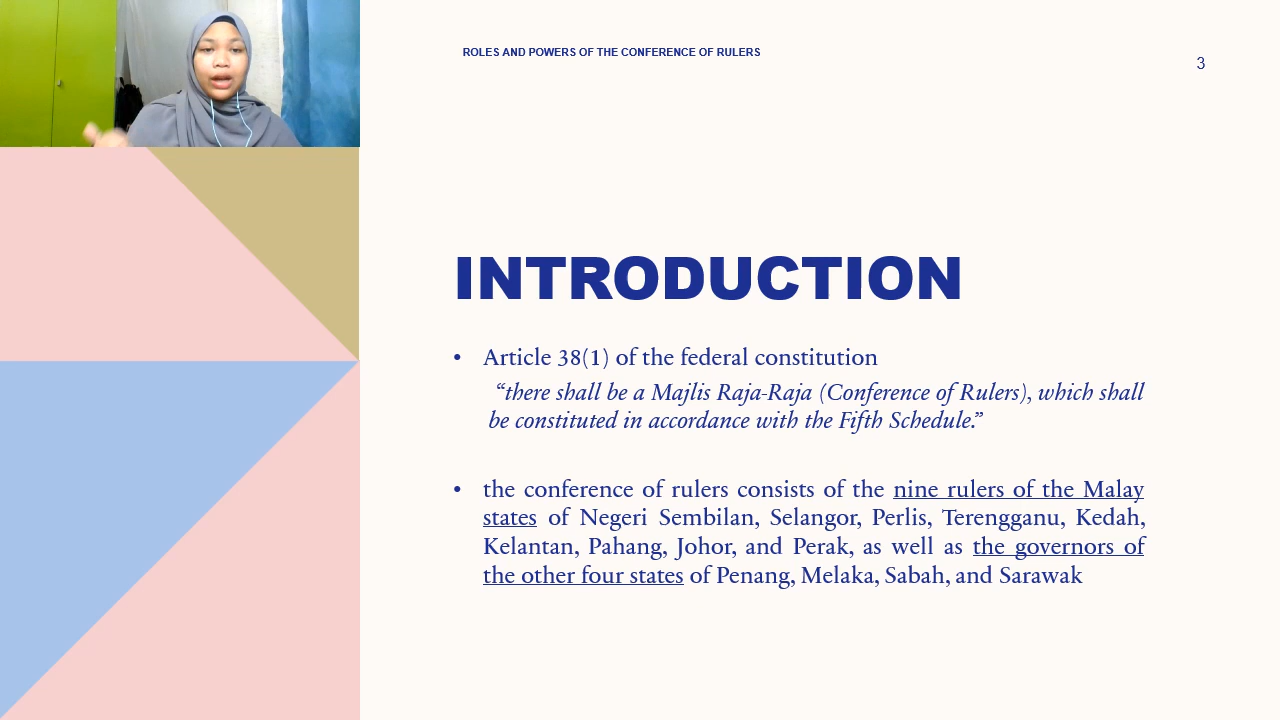 ROLES AND POWERS OF THE CONFERENCE OF RULERS
3
INTRODUCTION
• Article 38(1) of the federal constitution
“there shall be a Majlis Raja-Raja (Conference of Rulers), which shall
be constituted in accordance with the Fifth Schedule.”
• the conference of rulers consists of the nine rulers of the Malay
states of Negeri Sembilan, Selangor, Perlis, Terengganu, Kedah,
Kelantan, Pahang, Johor, and Perak, as well as the governors of
the other four states of Penang, Melaka, Sabah, and Sarawak